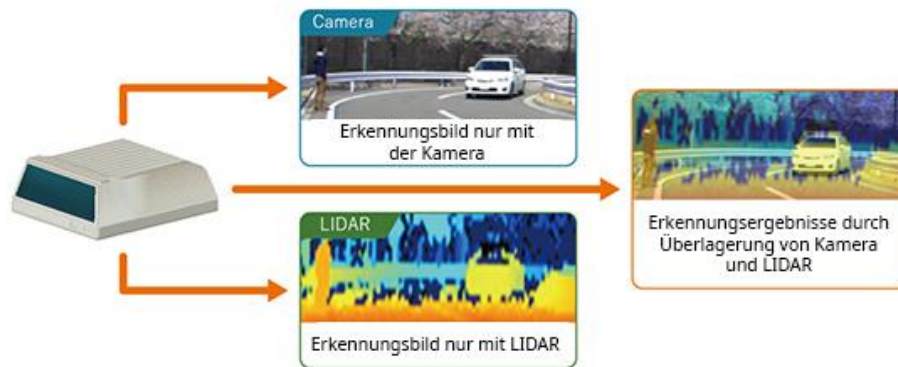 Camera
Erkennungsbild nur mit
der Kamera
LIDAR
Erkennungsbild nur mit LIDAR
Erkennungsergebnisse durch
Überlagerung von Kamera
und LIDAR